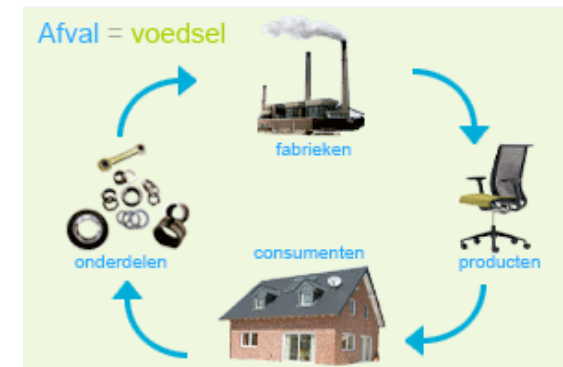 Afval = voedsel
fabrieken
producten
consumenten
onderdelen